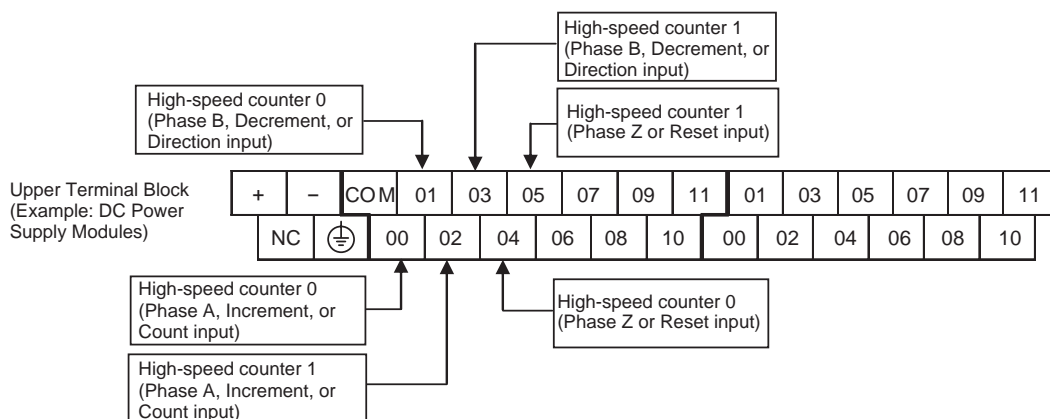 High-speed counter 1
(Phase B, Decrement, or
Direction input)
High-speed counter 0
(Phase B, Decrement, or
Direction input)
High-speed counter 1
(Phase Z or Reset input)
Upper Terminal Block
(Example: DC Power
Supply Modules)
+ − COM 01 03 05 07 09 11 01 03 05 07 09 11
NC 00 02 04 06 08 10 00 02 04 06 08 10
High-speed counter 0
(Phase A, Increment, or
Count input)
High-speed counter 0
(Phase Z or Reset input)
High-speed counter 1
(Phase A, Increment, or
Count input)